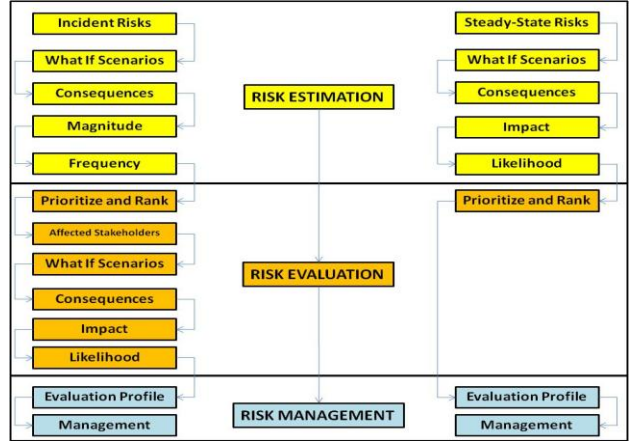 Incident Risks
What If Scenarios
Consequences
Magnitude
Frequency
RISK ESTIMATION
Steady-State Risks
What If Scenarios
Consequences
Impact
Likelihood
Prioritize and Rank
Affected Stakeholders
What If Scenarios
Consequences
Impact
Likelihood
RISK EVALUATION
Prioritize and Rank
Evaluation Profile
Management
RISK MANAGEMENT
Evaluation Profile
Management